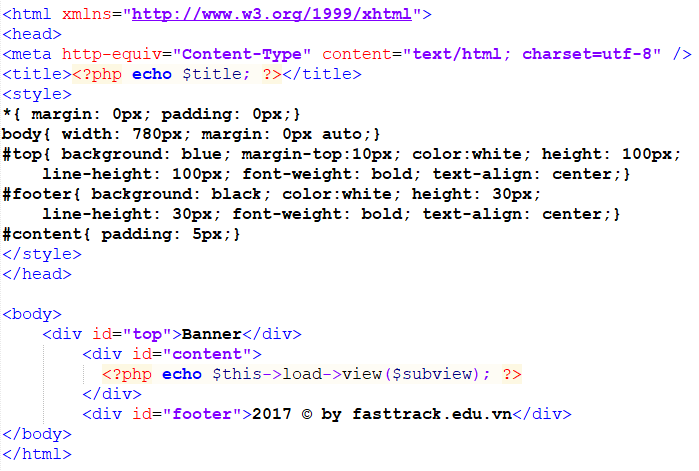 <html xmlns="http://www.w3.org/1999/xhtml">
<head>
<meta http-equiv="Content-Type" content="text/html; charset=utf-8" />
<title><?php echo $title; ?></title>
<style>
*{ margin: 0px; padding: 0px;}
body{ width: 780px; margin: 0px auto;}
#top{ background: blue; margin-top:10px; color:white; height: 100px;
    line-height: 100px; font-weight: bold; text-align: center;}
#footer{ background: black; color:white; height: 30px;
    line-height: 30px; font-weight: bold; text-align: center;}
#content{ padding: 5px;}
</style>
</head>

<body>
    <div id="top">Banner</div>
        <div id="content">
          <?php echo $this->load->view($subview); ?>
        </div>
        <div id="footer">2017 © by fasttrack.edu.vn</div>
</body>
</html>